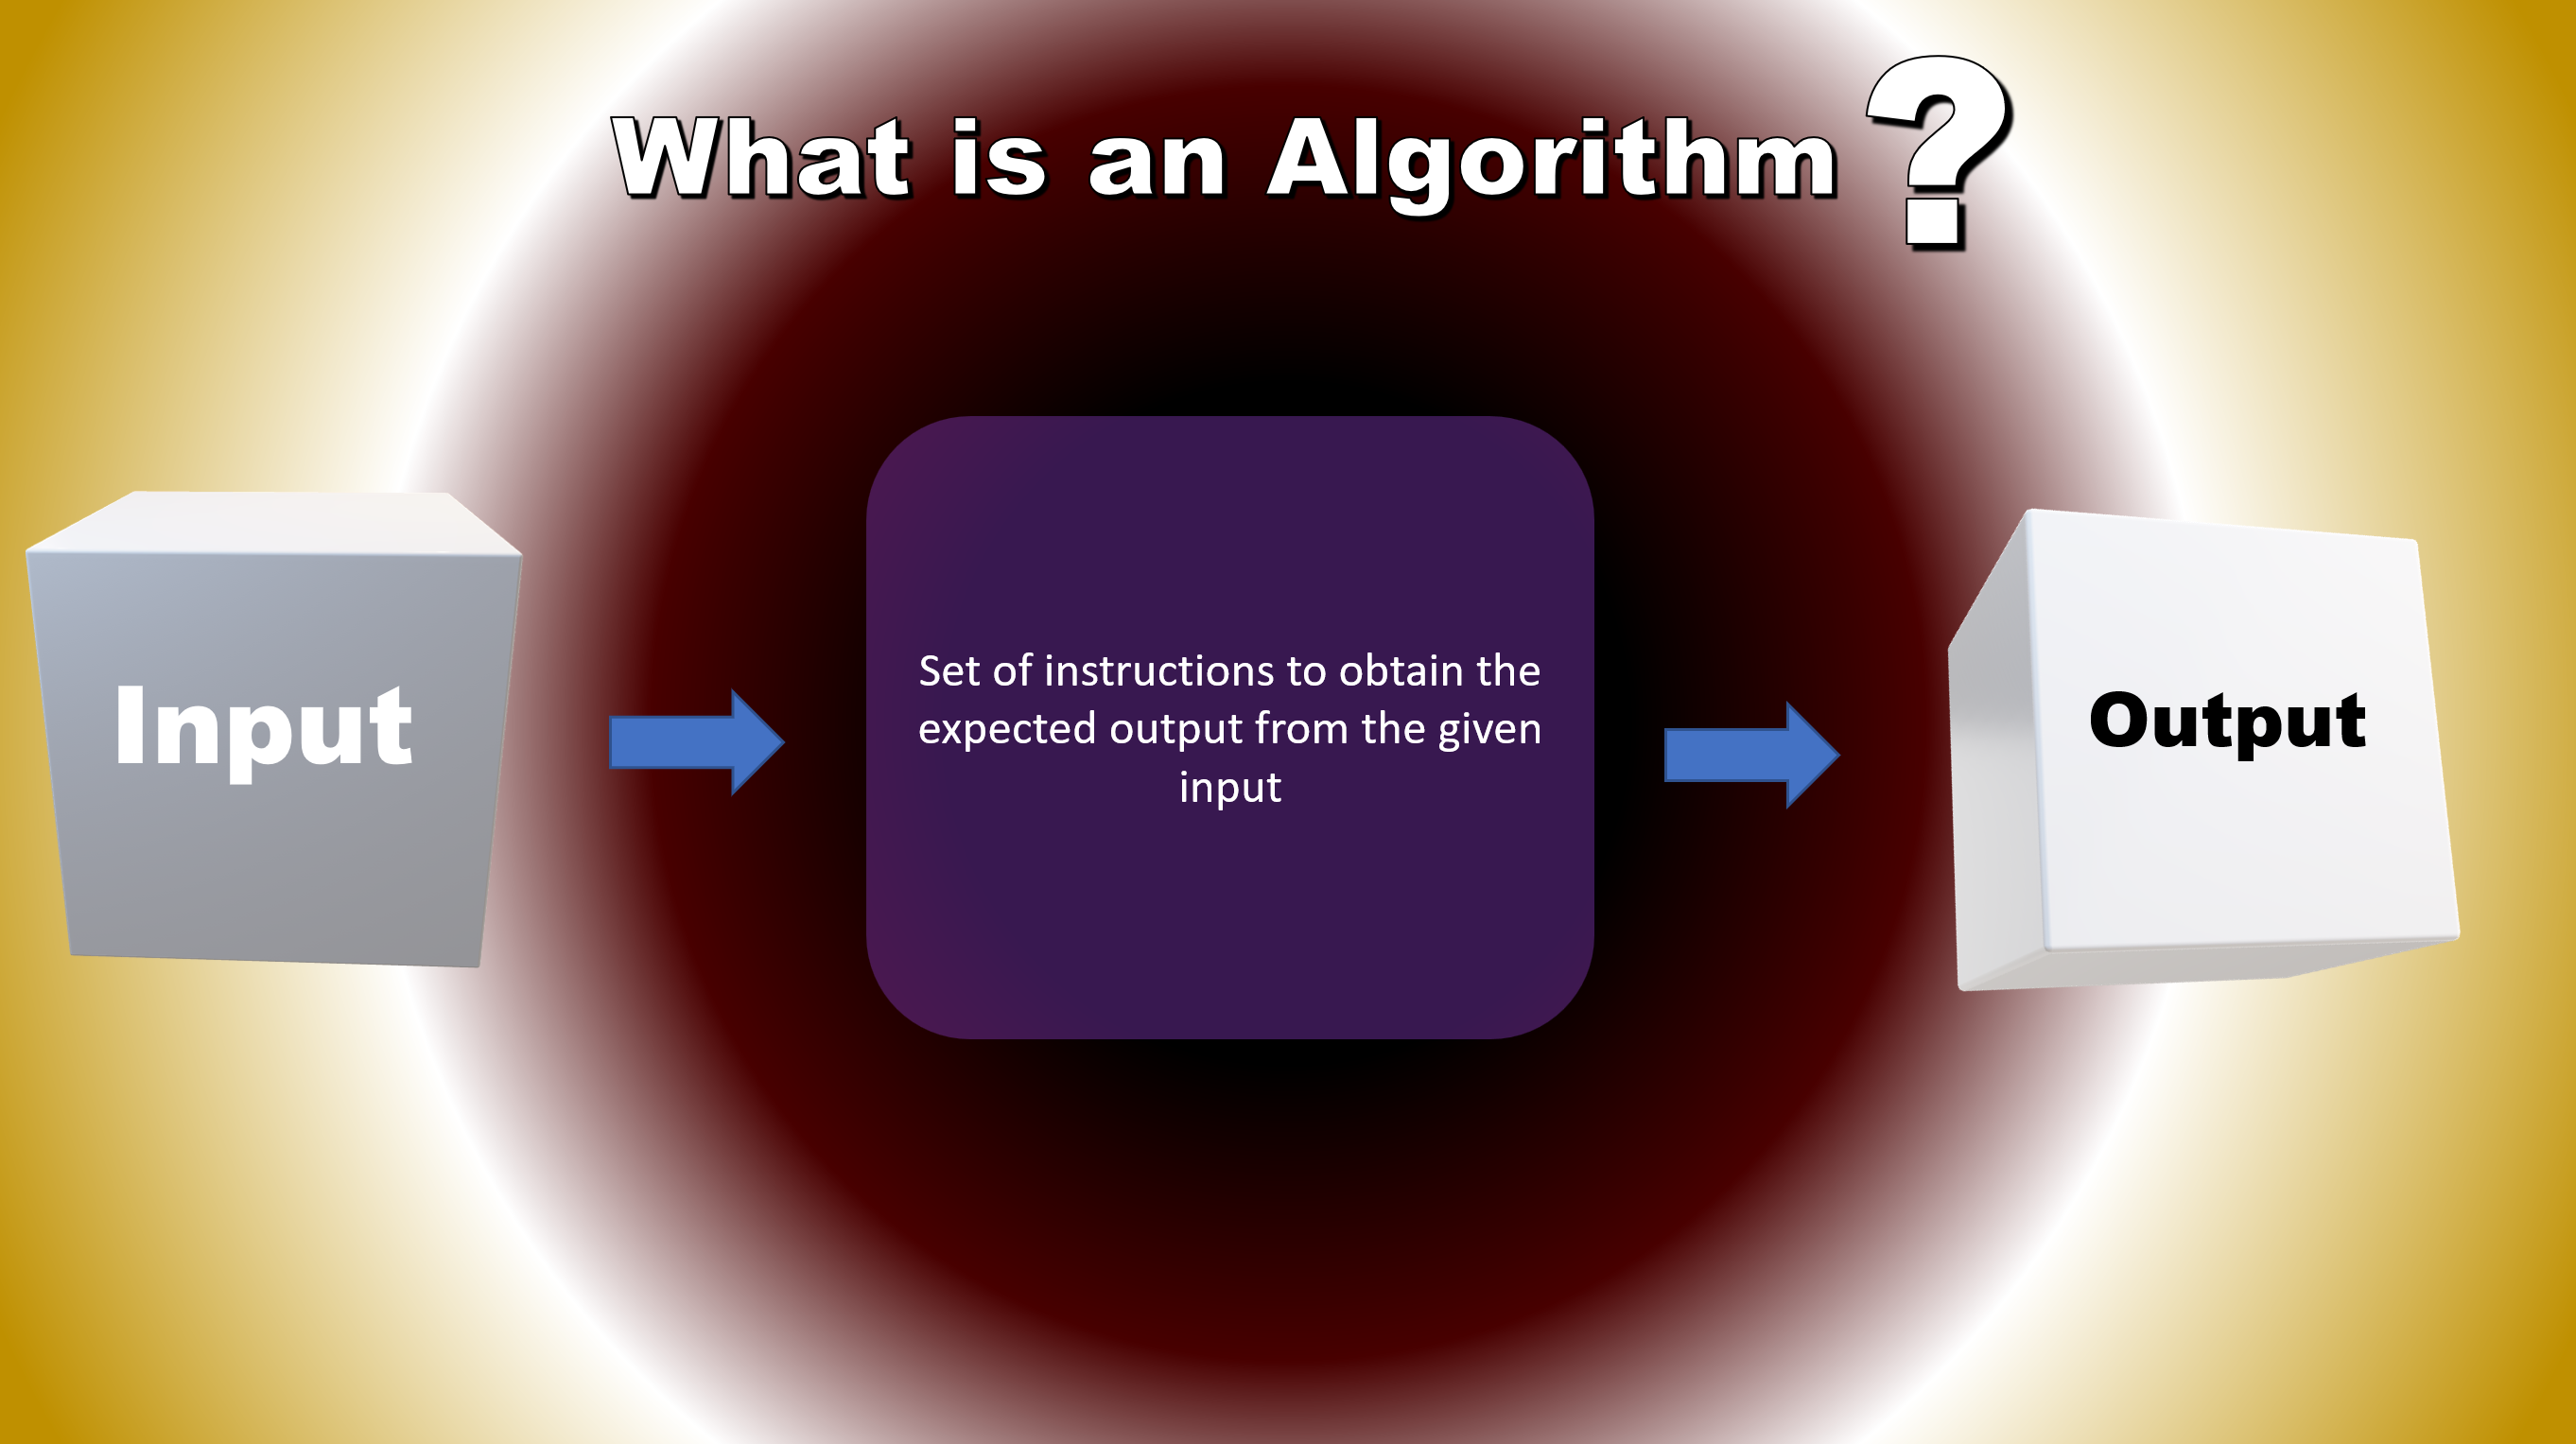 What is an Algorithm?
Input
Set of instructions to obtain the
expected output from the given
input
Output